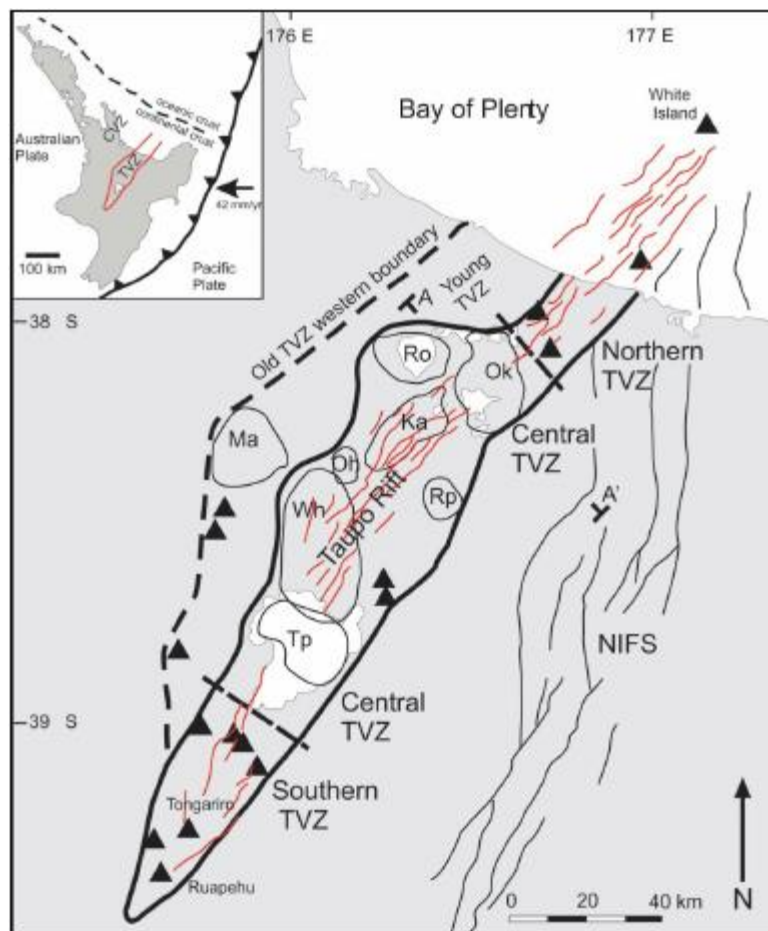 176 E
177 E
oceanic crust
continental crust
Australian
Plate
CVZ
TVZ
42 mm/yr
100 km
Pacific
Plate
Bay of Plenty
White
Island
38 S
Old TVZ western boundary
A
Young
TVZ
Ro
Ok
Northern
TVZ
Ma
Ka
Central
TVZ
Oh
Wh
Rp
Taupo Rift
A'
Tp
NIFS
Central
TVZ
39 S
Southern
TVZ
Tongariro
Ruapehu
N
0 20 40 km